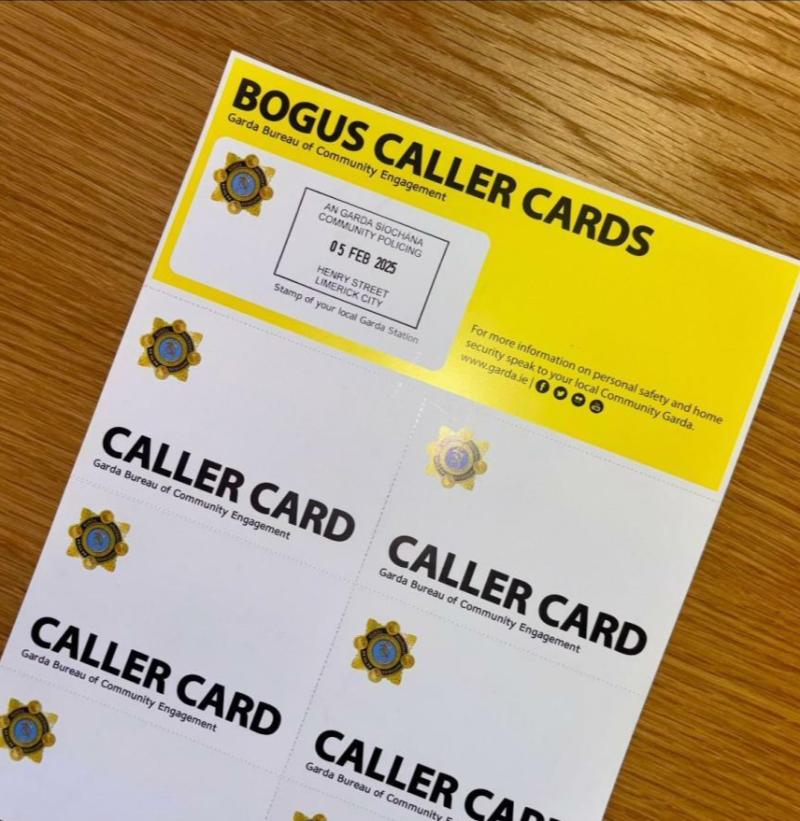 BOGUS CALLER CARDS
Garda Bureau of Community Engagement
AN GARDA SIOCHÁNA
COMMUNITY POLICING
05 FEB 2025
HENRY STREET
LIMERICK CITY
Stamp of your local Garda Station
For more information on personal safety and home
security speak to your local Community Garda.
www.garda.ie |
CALLER CARD
Garda Bureau of Community Engagement
CALLER CARD
Garda Bureau of Community Engagement
CALLER CARD
Garda Bureau of Community Engagement
CALLER CARD
Garda Bureau of Community